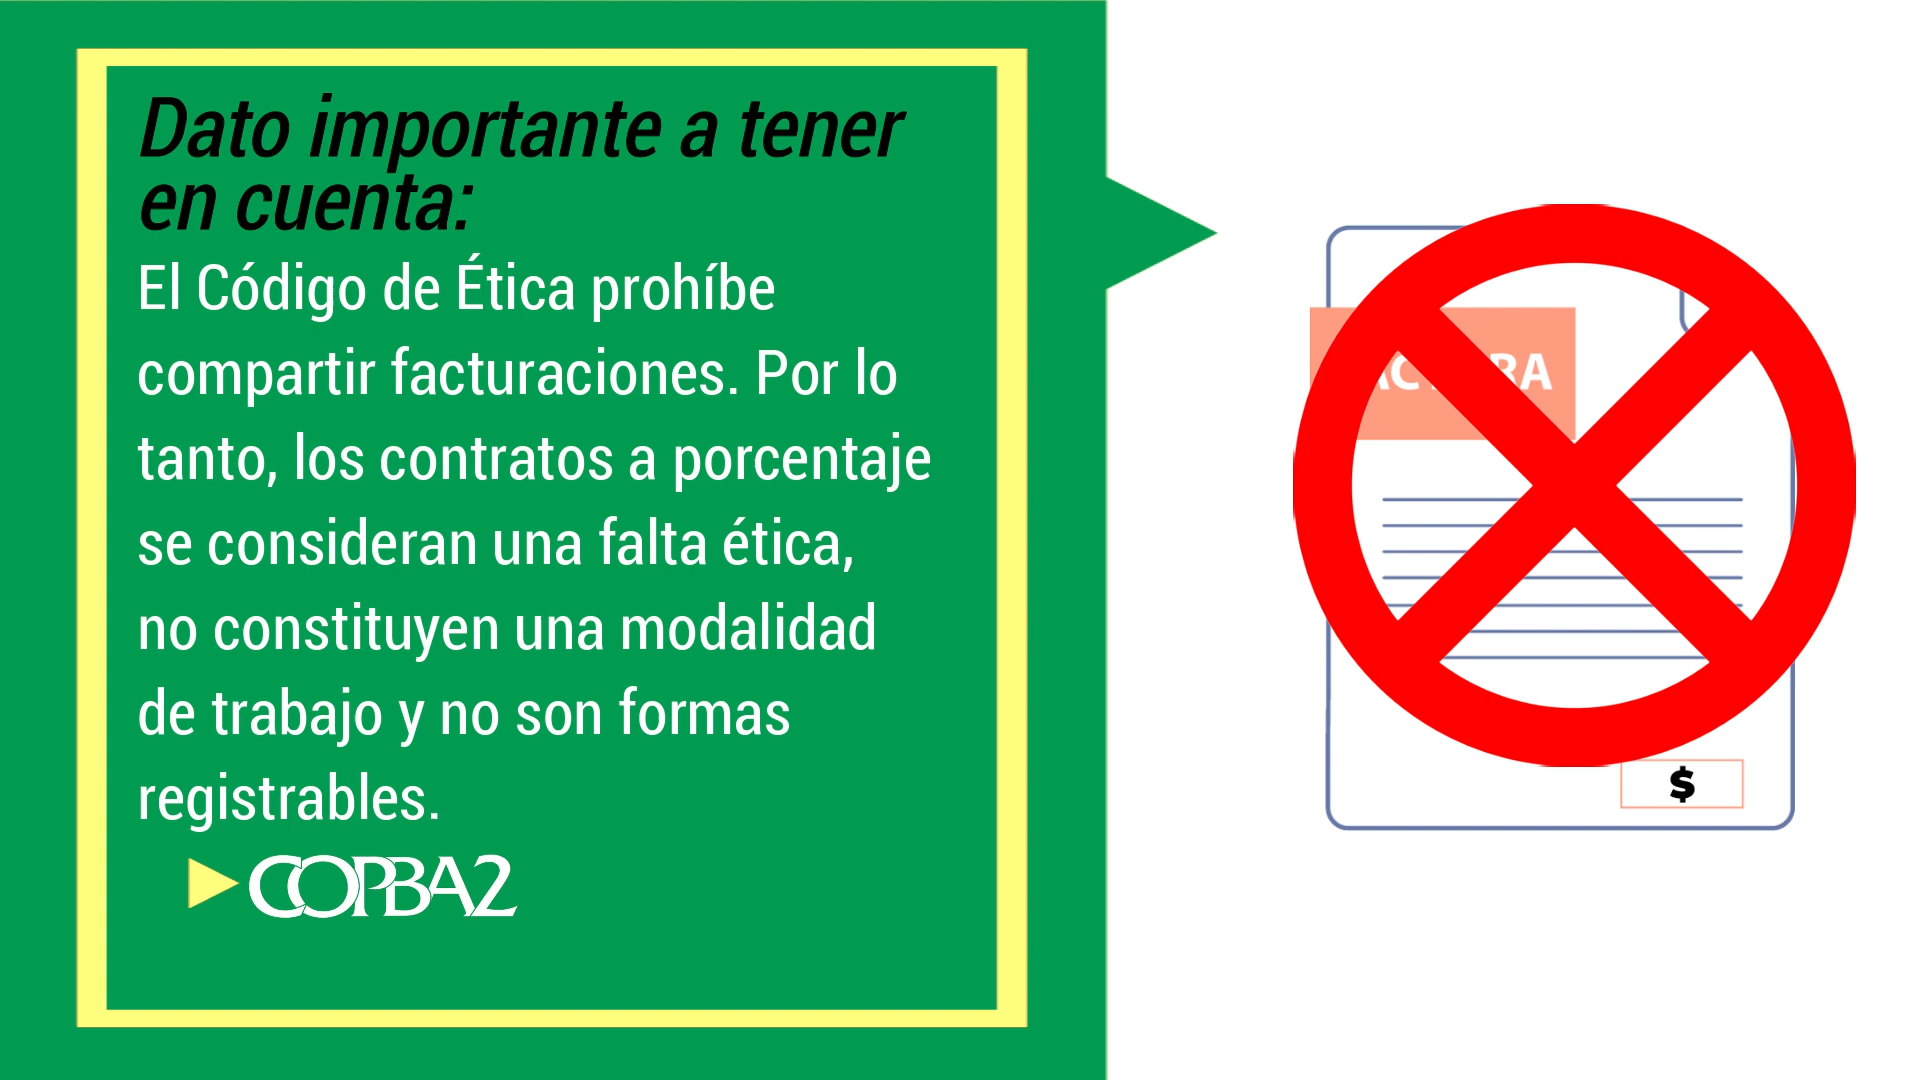 Dato importante a tener
en cuenta:
El Código de Ética prohíbe
compartir facturaciones. Por lo
tanto, los contratos a porcentaje
se consideran una falta ética,
no constituyen una modalidad
de trabajo y no son formas
registrables.
COPBA2
$